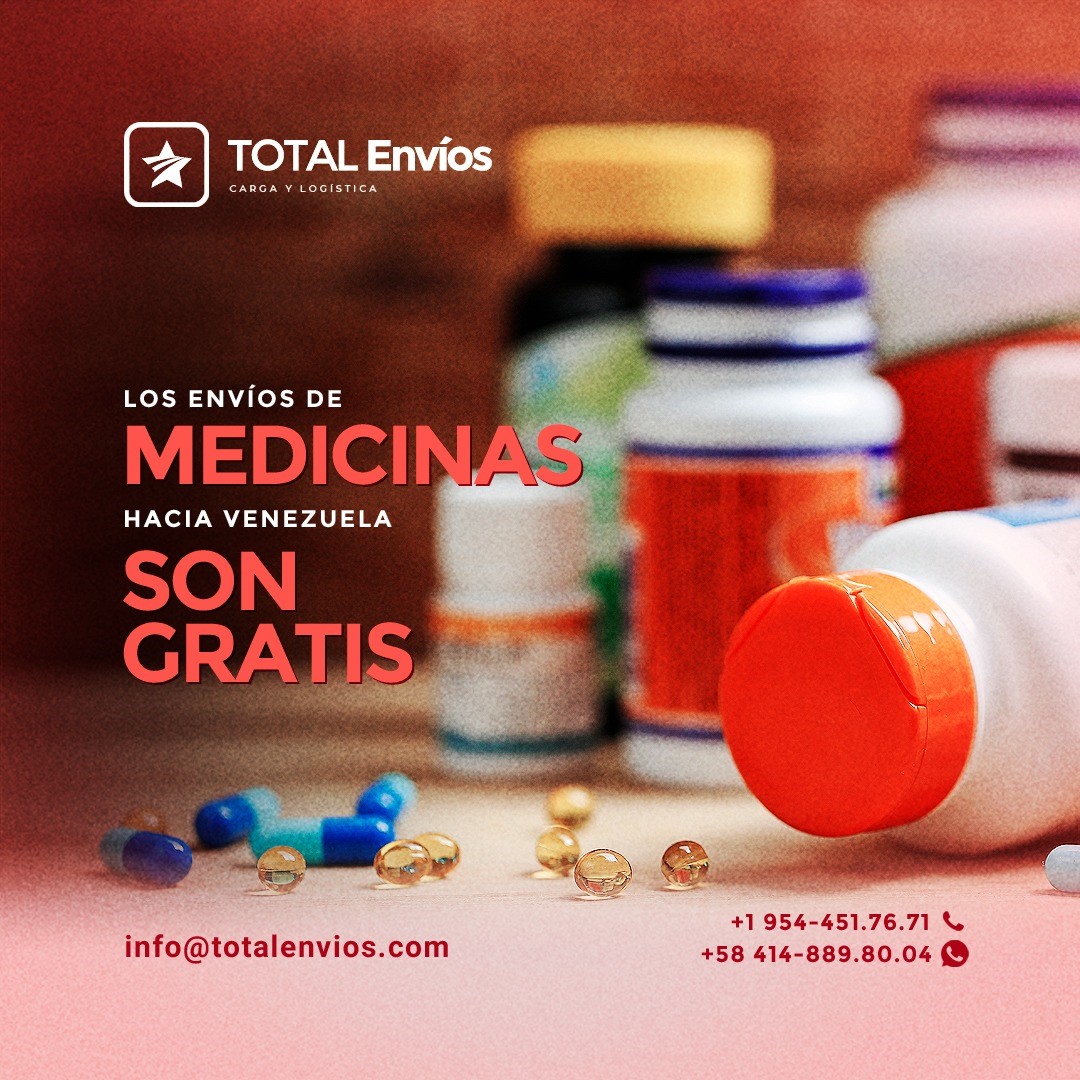 TOTAL Envíos
CARGA Y LOGÍSTICA
LOS ENVÍOS DE
MEDICINAS
HACIA VENEZUELA
SON
GRATIS
info@totalenvios.com
+1 954-451.76.71
+58 414-889.80.04